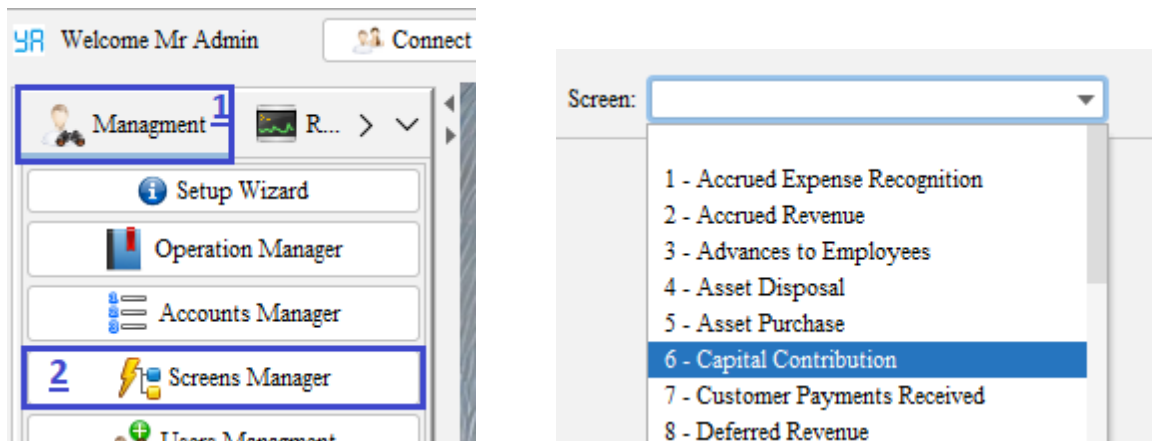 YA Welcome Mr Admin
Connect
Managment 1
R...
Setup Wizard
Operation Manager
Accounts Manager
2 Screens Manager
Users Managment
Screen:
1 - Accrued Expense Recognition
2 - Accrued Revenue
3 - Advances to Employees
4 - Asset Disposal
5 - Asset Purchase
6 - Capital Contribution
7 - Customer Payments Received
8 - Deferred Revenue